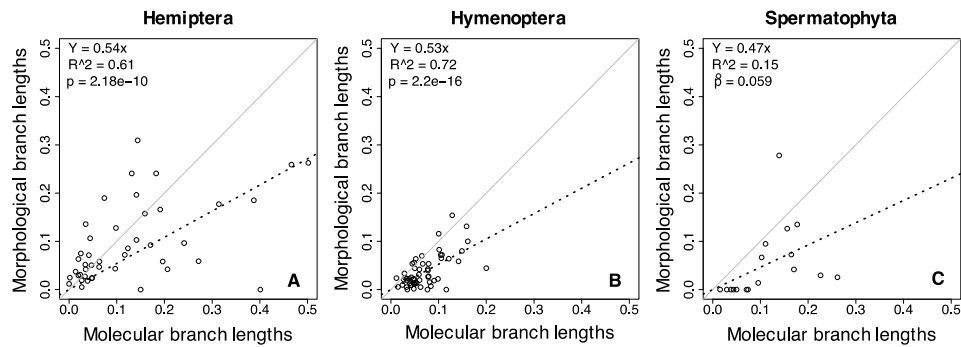 Hemiptera
Y = 0.54x
R^2 = 0.61
p = 2.18e−10
Morphological branch lengths
0.0 0.1 0.2 0.3 0.4 0.5
A
0.0 0.1 0.2 0.3 0.4 0.5
Molecular branch lengths
Hymenoptera
Y = 0.53x
R^2 = 0.72
p = 2.2e−16
Morphological branch lengths
0.0 0.1 0.2 0.3 0.4 0.5
B
0.0 0.1 0.2 0.3 0.4 0.5
Molecular branch lengths
Spermatophyta
Y = 0.47x
R^2 = 0.15
p = 0.059
Morphological branch lengths
0.0 0.1 0.2 0.3 0.4 0.5
C
0.0 0.1 0.2 0.3 0.4 0.5
Molecular branch lengths